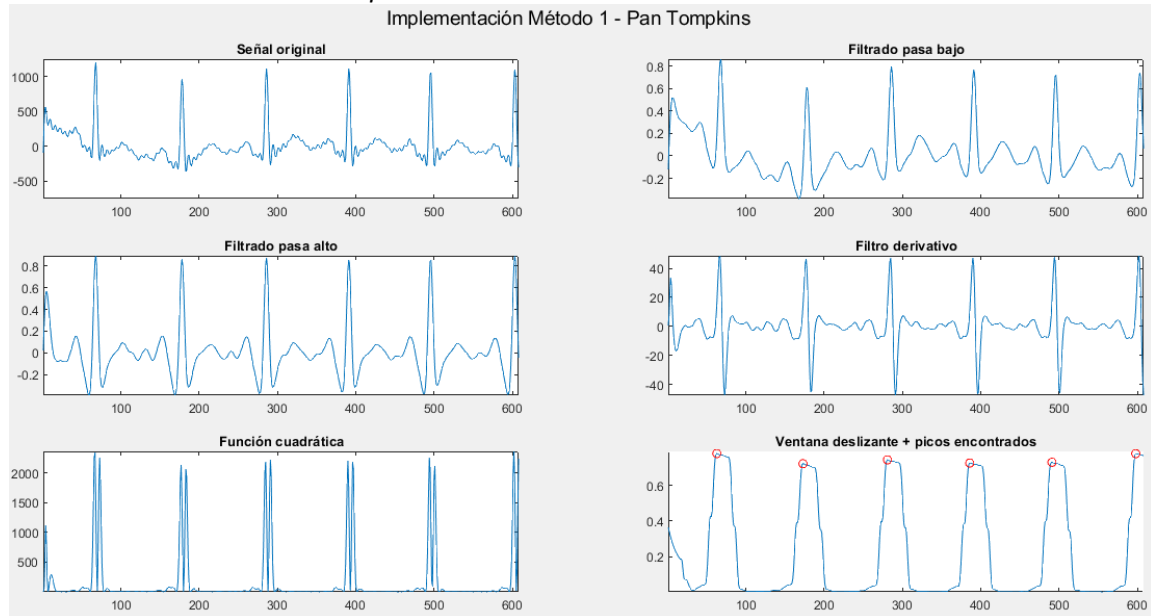 Implementación Método 1 - Pan Tompkins
Señal original
1000
500
0
-500
100 200 300 400 500 600
Filtrado pasa bajo
0.8
0.6
0.4
0.2
0
-0.2
100 200 300 400 500 600
Filtrado pasa alto
0.8
0.6
0.4
0.2
0
-0.2
100 200 300 400 500 600
Filtro derivativo
40
20
0
-20
-40
100 200 300 400 500 600
Función cuadrática
2000
1500
1000
500
100 200 300 400 500 600
Ventana deslizante + picos encontrados
0.6
0.4
0.2
100 200 300 400 500 600